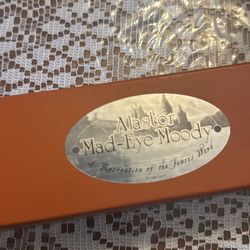 Alastor
Mad-Eye Moody
A Recreation of the Famous Wand